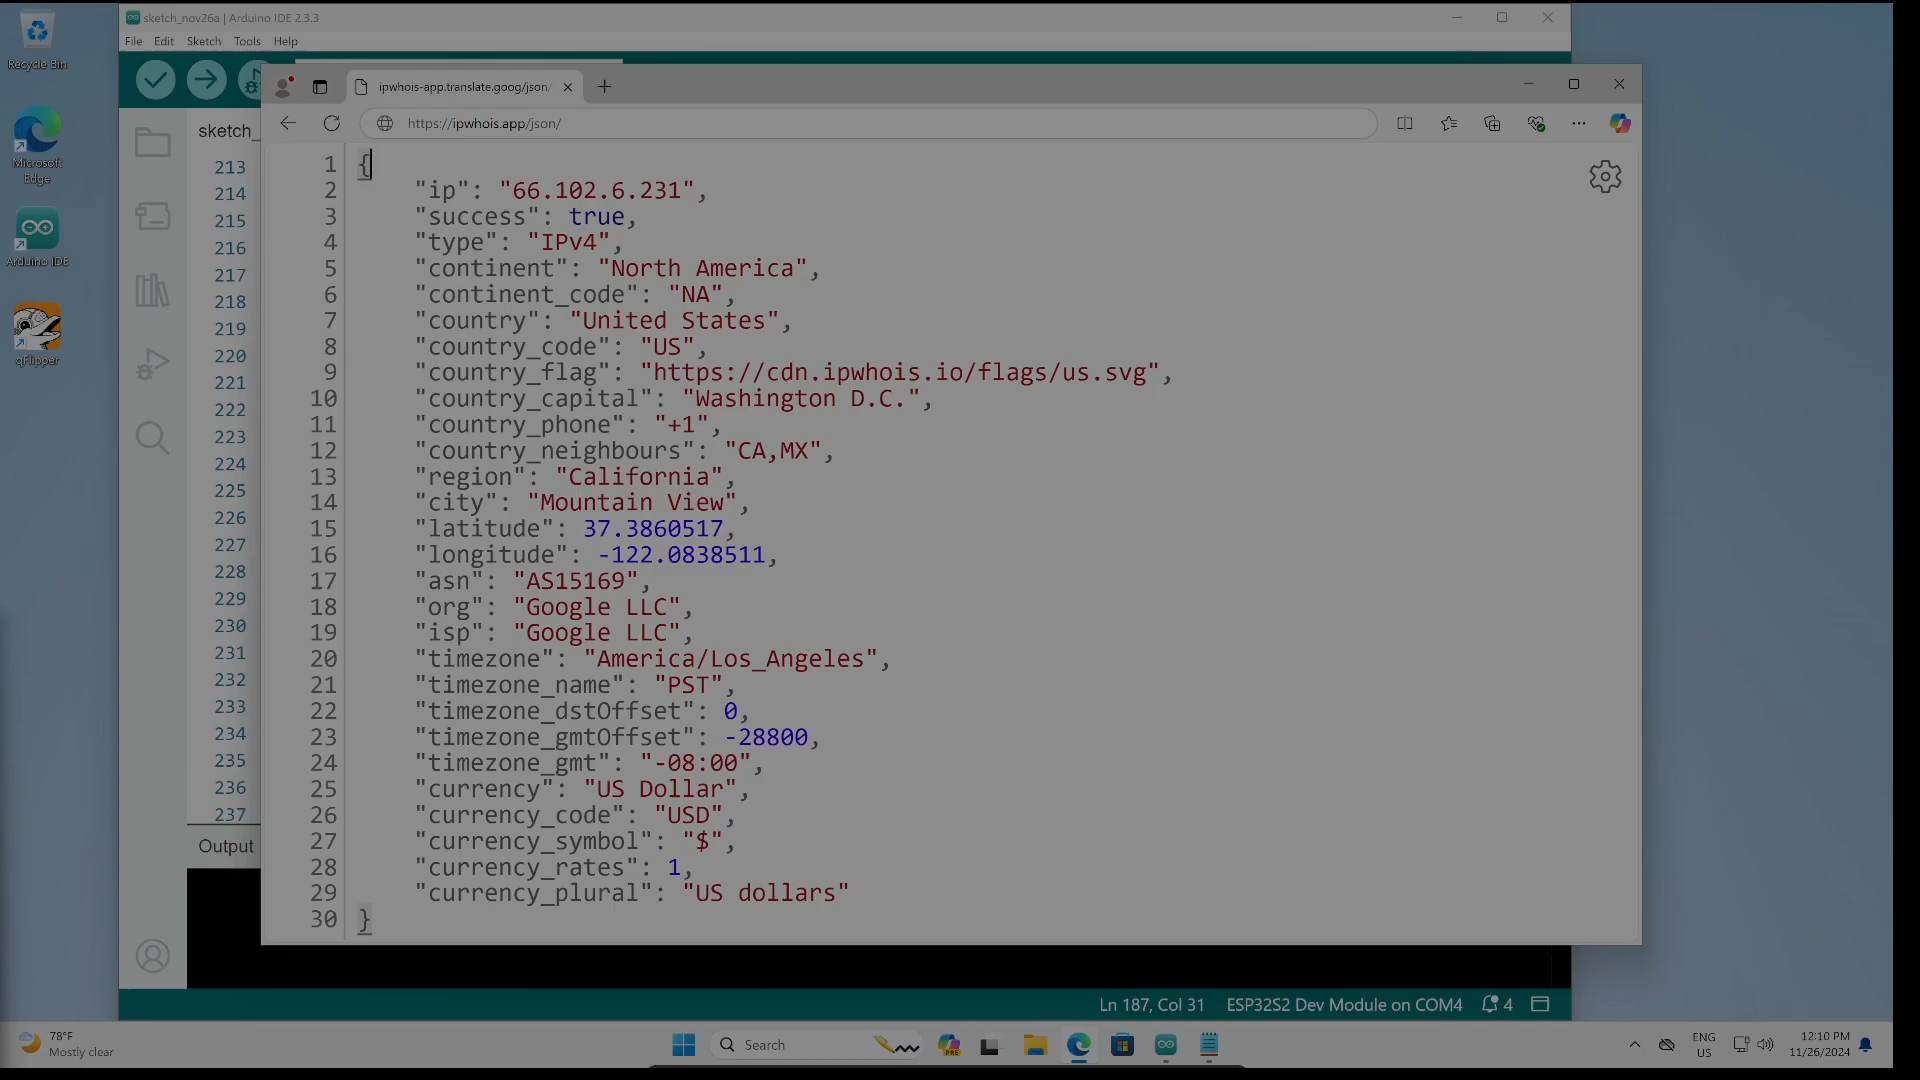 Recycle Bin
Microsoft
Edge
Arduino IDE
qFlipper
sketch_nov26a | Arduino IDE 2.3.3
File Edit Sketch Tools Help
ipwhois-app.translate.goog/json/
https://ipwhois.app/json/
sketch_
213
214
215
216
217
218
219
220
221
222
223
224
225
226
227
228
229
230
231
232
233
234
235
236
237
Output
1 {
2 "ip": "66.102.6.231",
3 "success": true,
4 "type": "IPv4",
5 "continent": "North America",
6 "continent_code": "NA",
7 "country": "United States",
8 "country_code": "US",
9 "country_flag": "https://cdn.ipwhois.io/flags/us.svg",
10 "country_capital": "Washington D.C.",
11 "country_phone": "+1",
12 "country_neighbours": "CA,MX",
13 "region": "California",
14 "city": "Mountain View",
15 "latitude": 37.3860517,
16 "longitude": -122.0838511,
17 "asn": "AS15169",
18 "org": "Google LLC",
19 "isp": "Google LLC",
20 "timezone": "America/Los_Angeles",
21 "timezone_name": "PST",
22 "timezone_dstOffset": 0,
23 "timezone_gmtOffset": -28800,
24 "timezone_gmt": "-08:00",
25 "currency": "US Dollar",
26 "currency_code": "USD",
27 "currency_symbol": "$",
28 "currency_rates": 1,
29 "currency_plural": "US dollars"
30 }
Ln 187, Col 31 ESP32S2 Dev Module on COM4 4
78°F
Mostly clear
Search
PRE
ENG
US
12:10 PM
11/26/2024